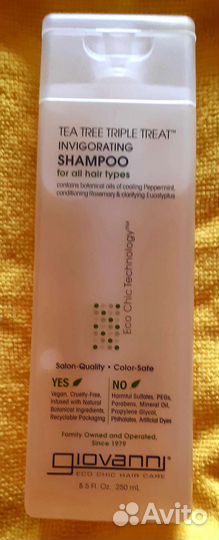 TEA TREE TRIPLE TREAT™
INVIGORATING
SHAMPOO
for all hair types
contains botanical oils of cooling Peppermint,
conditioning Rosemary & clarifying Eucalyptus
Eco Chic Technology™
Salon-Quality · Color-Safe
YES
Vegan, Cruelty-Free,
Infused with Natural
Botanical Ingredients,
Recyclable Packaging
NO
Harmful Sulfates, PEGs,
Parabens, Mineral Oil,
Propylene Glycol,
Phthalates, Artificial Dyes
Family Owned and Operated,
Since 1979
giovanni
ECO CHIC HAIR CARE
8.5 Fl. Oz. 250 mL
Avito